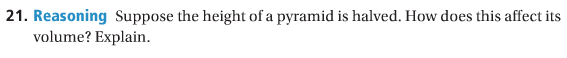 21. Reasoning Suppose the height of a pyramid is halved. How does this affect its
volume? Explain.